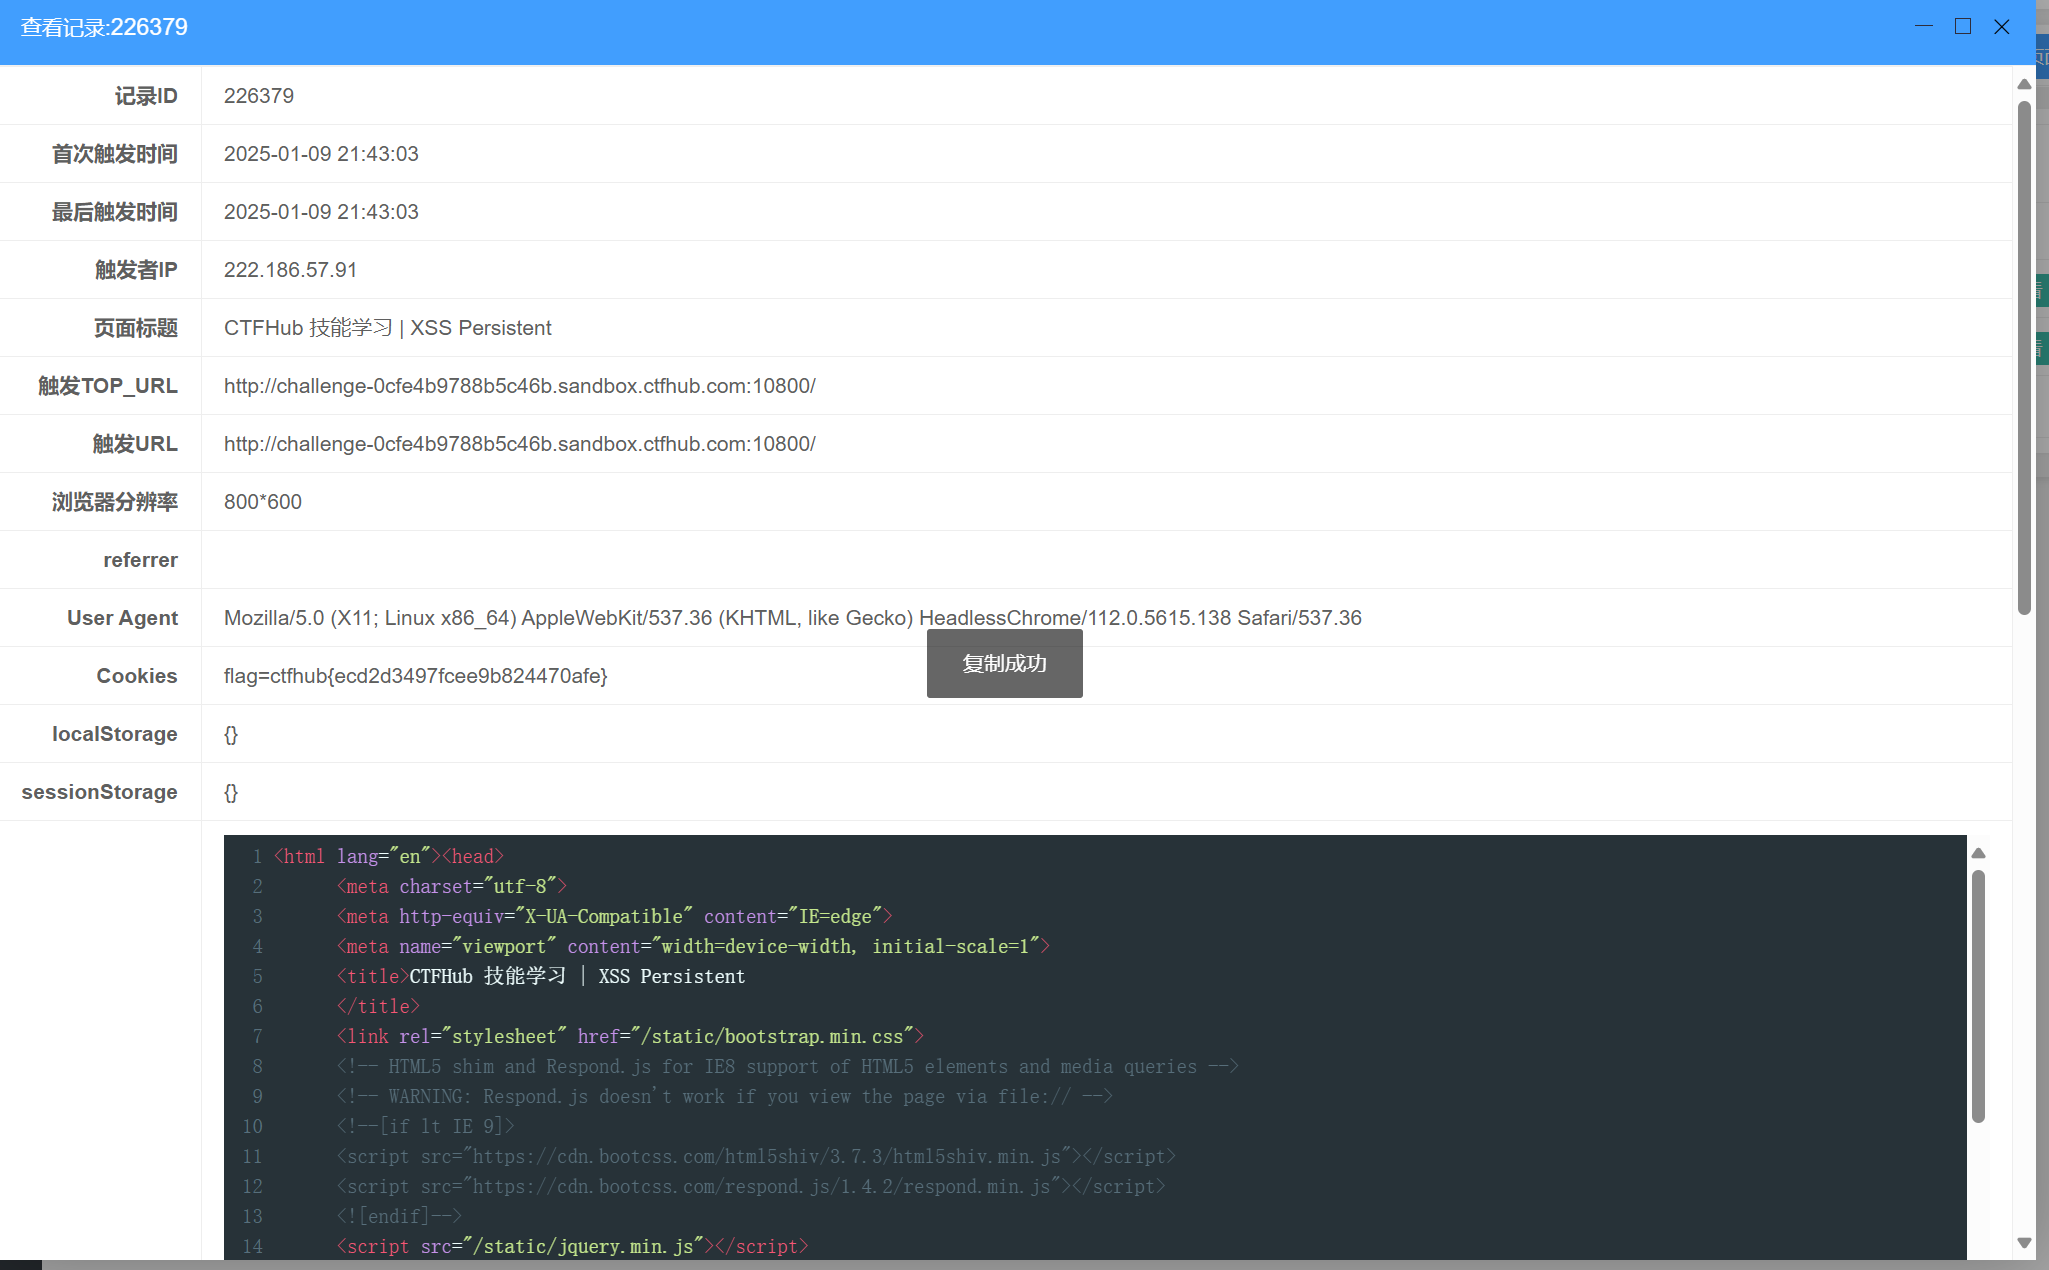 查看记录:226379
记录ID 226379
首次触发时间 2025-01-09 21:43:03
最后触发时间 2025-01-09 21:43:03
触发者IP 222.186.57.91
页面标题 CTFHub 技能学习 | XSS Persistent
触发TOP_URL http://challenge-0cfe4b9788b5c46b.sandbox.ctfhub.com:10800/
触发URL http://challenge-0cfe4b9788b5c46b.sandbox.ctfhub.com:10800/
浏览器分辨率 800*600
referrer
User Agent Mozilla/5.0 (X11; Linux x86_64) AppleWebKit/537.36 (KHTML, like Gecko) HeadlessChrome/112.0.5615.138 Safari/537.36
复制成功
Cookies flag=ctfhub{ecd2d3497fcee9b824470afe}
localStorage {}
sessionStorage {}
1 <html lang="en"><head>
2 <meta charset="utf-8">
3 <meta http-equiv="X-UA-Compatible" content="IE=edge">
4 <meta name="viewport" content="width=device-width, initial-scale=1">
5 <title>CTFHub 技能学习 | XSS Persistent
6 </title>
7 <link rel="stylesheet" href="/static/bootstrap.min.css">
8 <!-- HTML5 shim and Respond.js for IE8 support of HTML5 elements and media queries -->
9 <!-- WARNING: Respond.js doesn't work if you view the page via file:// -->
10 <!--[if lt IE 9]>
11 <script src="https://cdn.bootcss.com/html5shiv/3.7.3/html5shiv.min.js"></script>
12 <script src="https://cdn.bootcss.com/respond.js/1.4.2/respond.min.js"></script>
13 <![endif]-->
14 <script src="/static/jquery.min.js"></script>